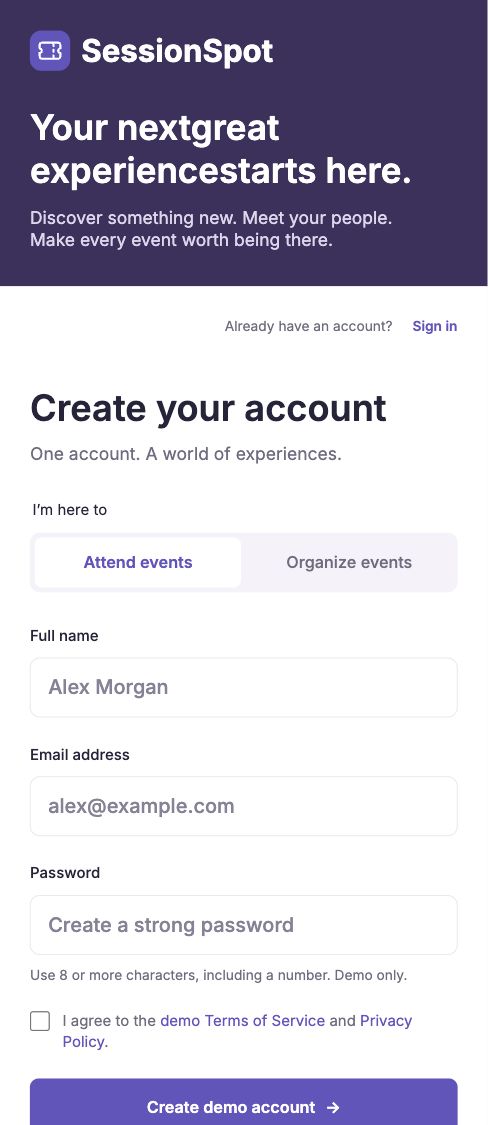 SessionSpot
Your nextgreat
experiencestarts here.
Discover something new. Meet your people.
Make every event worth being there.
Already have an account? Sign in
Create your account
One account. A world of experiences.
I’m here to
Attend events
Organize events
Full name
Alex Morgan
Email address
alex@example.com
Password
Create a strong password
Use 8 or more characters, including a number. Demo only.
I agree to the demo Terms of Service and Privacy
Policy.
Create demo account →